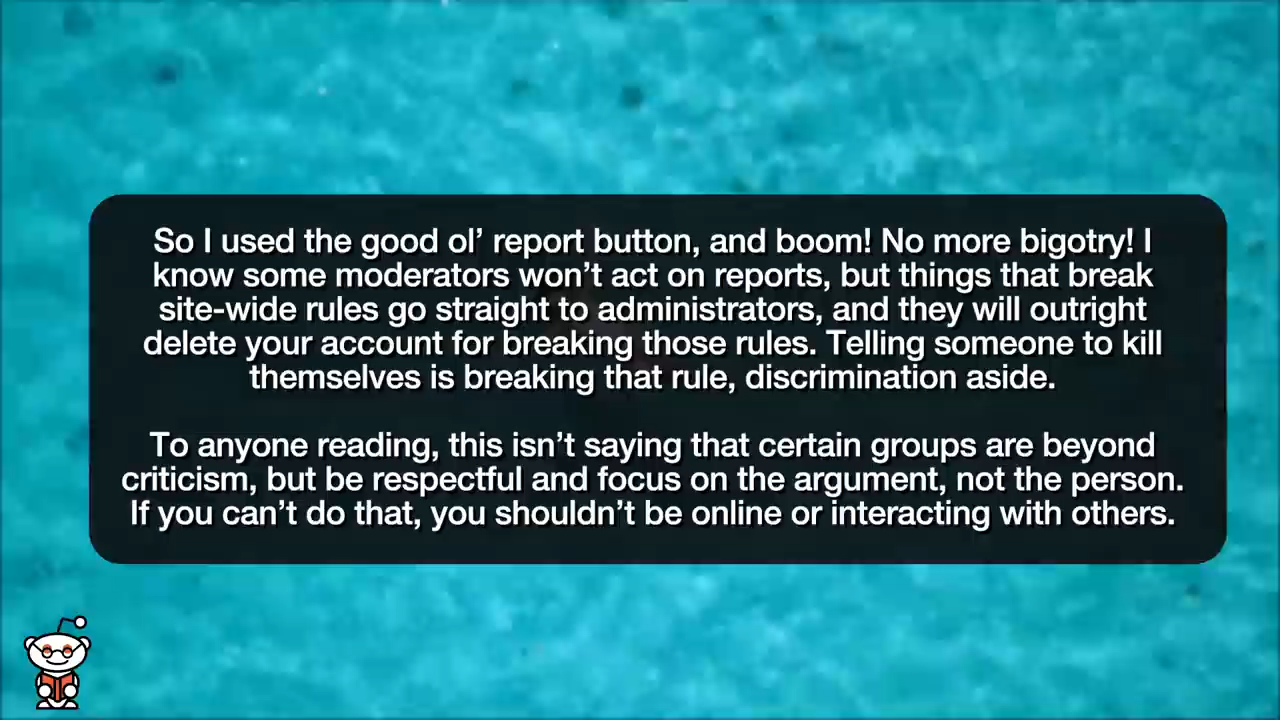 So I used the good ol’ report button, and boom! No more bigotry! I
know some moderators won’t act on reports, but things that break
site-wide rules go straight to administrators, and they will outright
delete your account for breaking those rules. Telling someone to kill
themselves is breaking that rule, discrimination aside.
To anyone reading, this isn’t saying that certain groups are beyond
criticism, but be respectful and focus on the argument, not the person.
If you can’t do that, you shouldn’t be online or interacting with others.